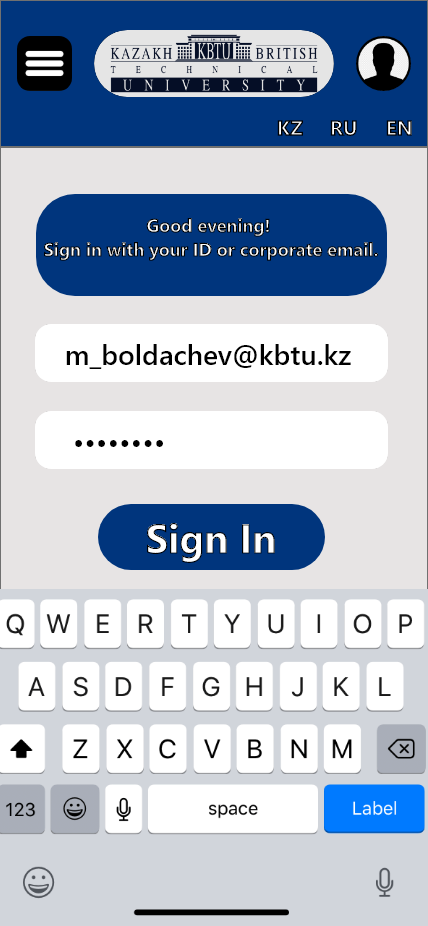 KAZAKH KBTU BRITISH
TECHNICAL
UNIVERSITY
KZ RU EN
Good evening!
Sign in with your ID or corporate email.
m_boldachev@kbtu.kz
••••••••
Sign In
Q W E R T Y U I O P
A S D F G H J K L
Z X C V B N M
123 space Label